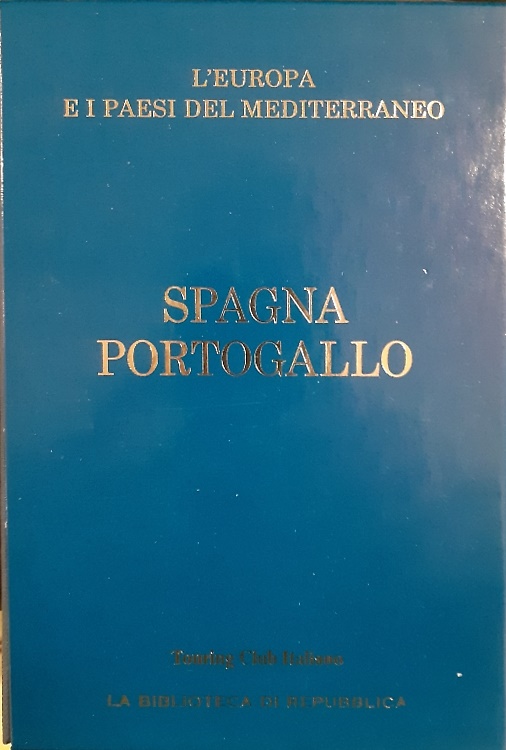 L'EUROPA
E I PAESI DEL MEDITERRANEO
SPAGNA
PORTOGALLO
Touring Club Italiano
LA BIBLIOTECA DI REPUBBLICA